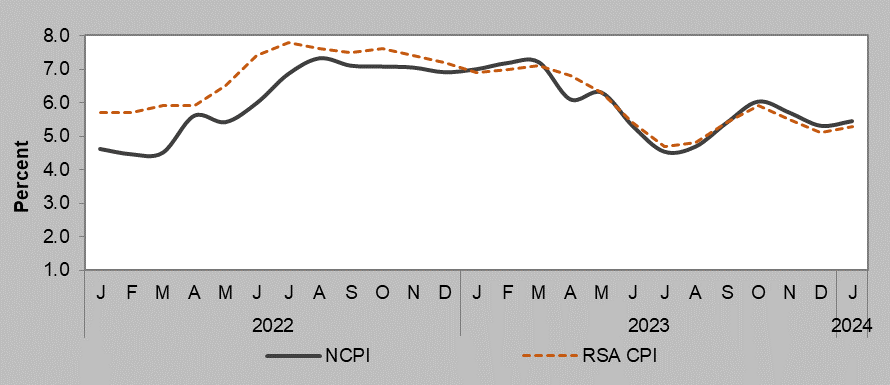 Percent
8.0
7.0
6.0
5.0
4.0
3.0
2.0
1.0
J F M A M J J A S O N D J F M A M J J A S O N D J
2022 2023 2024
NCPI RSA CPI